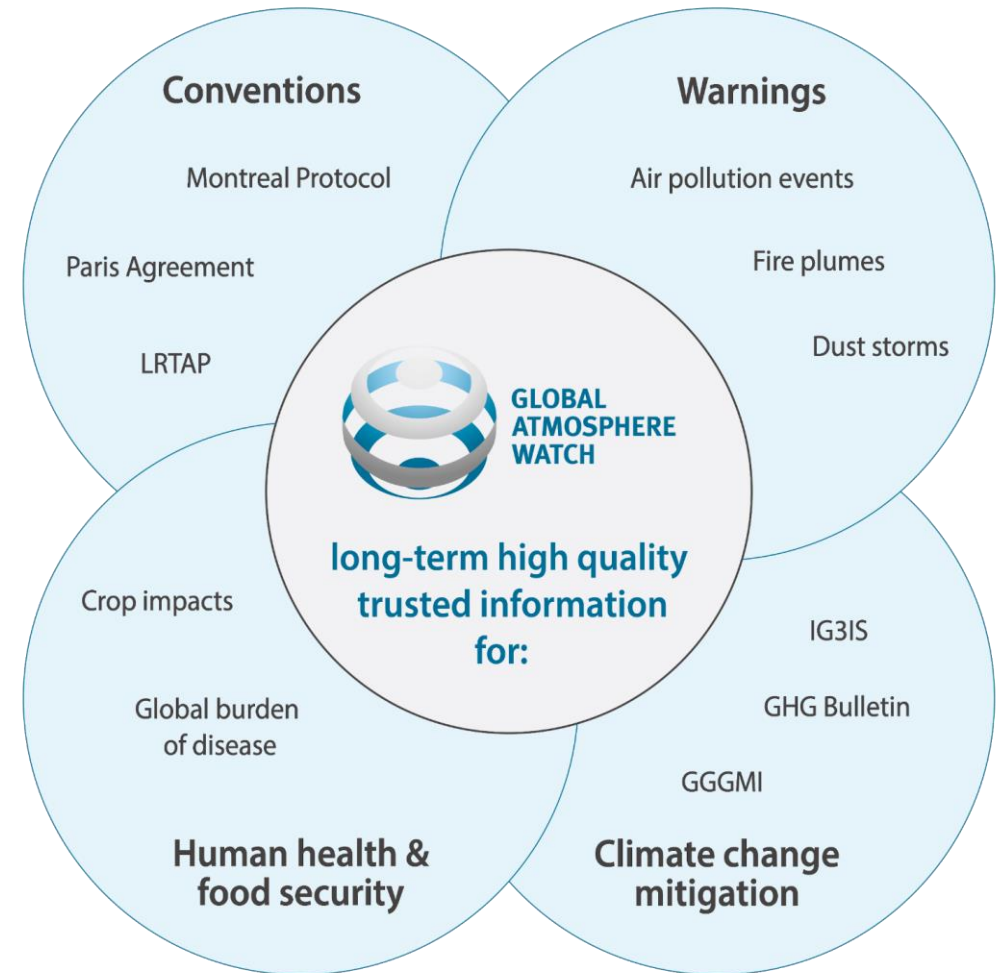 Conventions
Montreal Protocol
Paris Agreement
LRTAP
Warnings
Air pollution events
Fire plumes
Dust storms
GLOBAL
ATMOSPHERE
WATCH
long-term high quality
trusted information
for:
Crop impacts
Global burden
of disease
Human health &
food security
IG3IS
GHG Bulletin
GGGMI
Climate change
mitigation